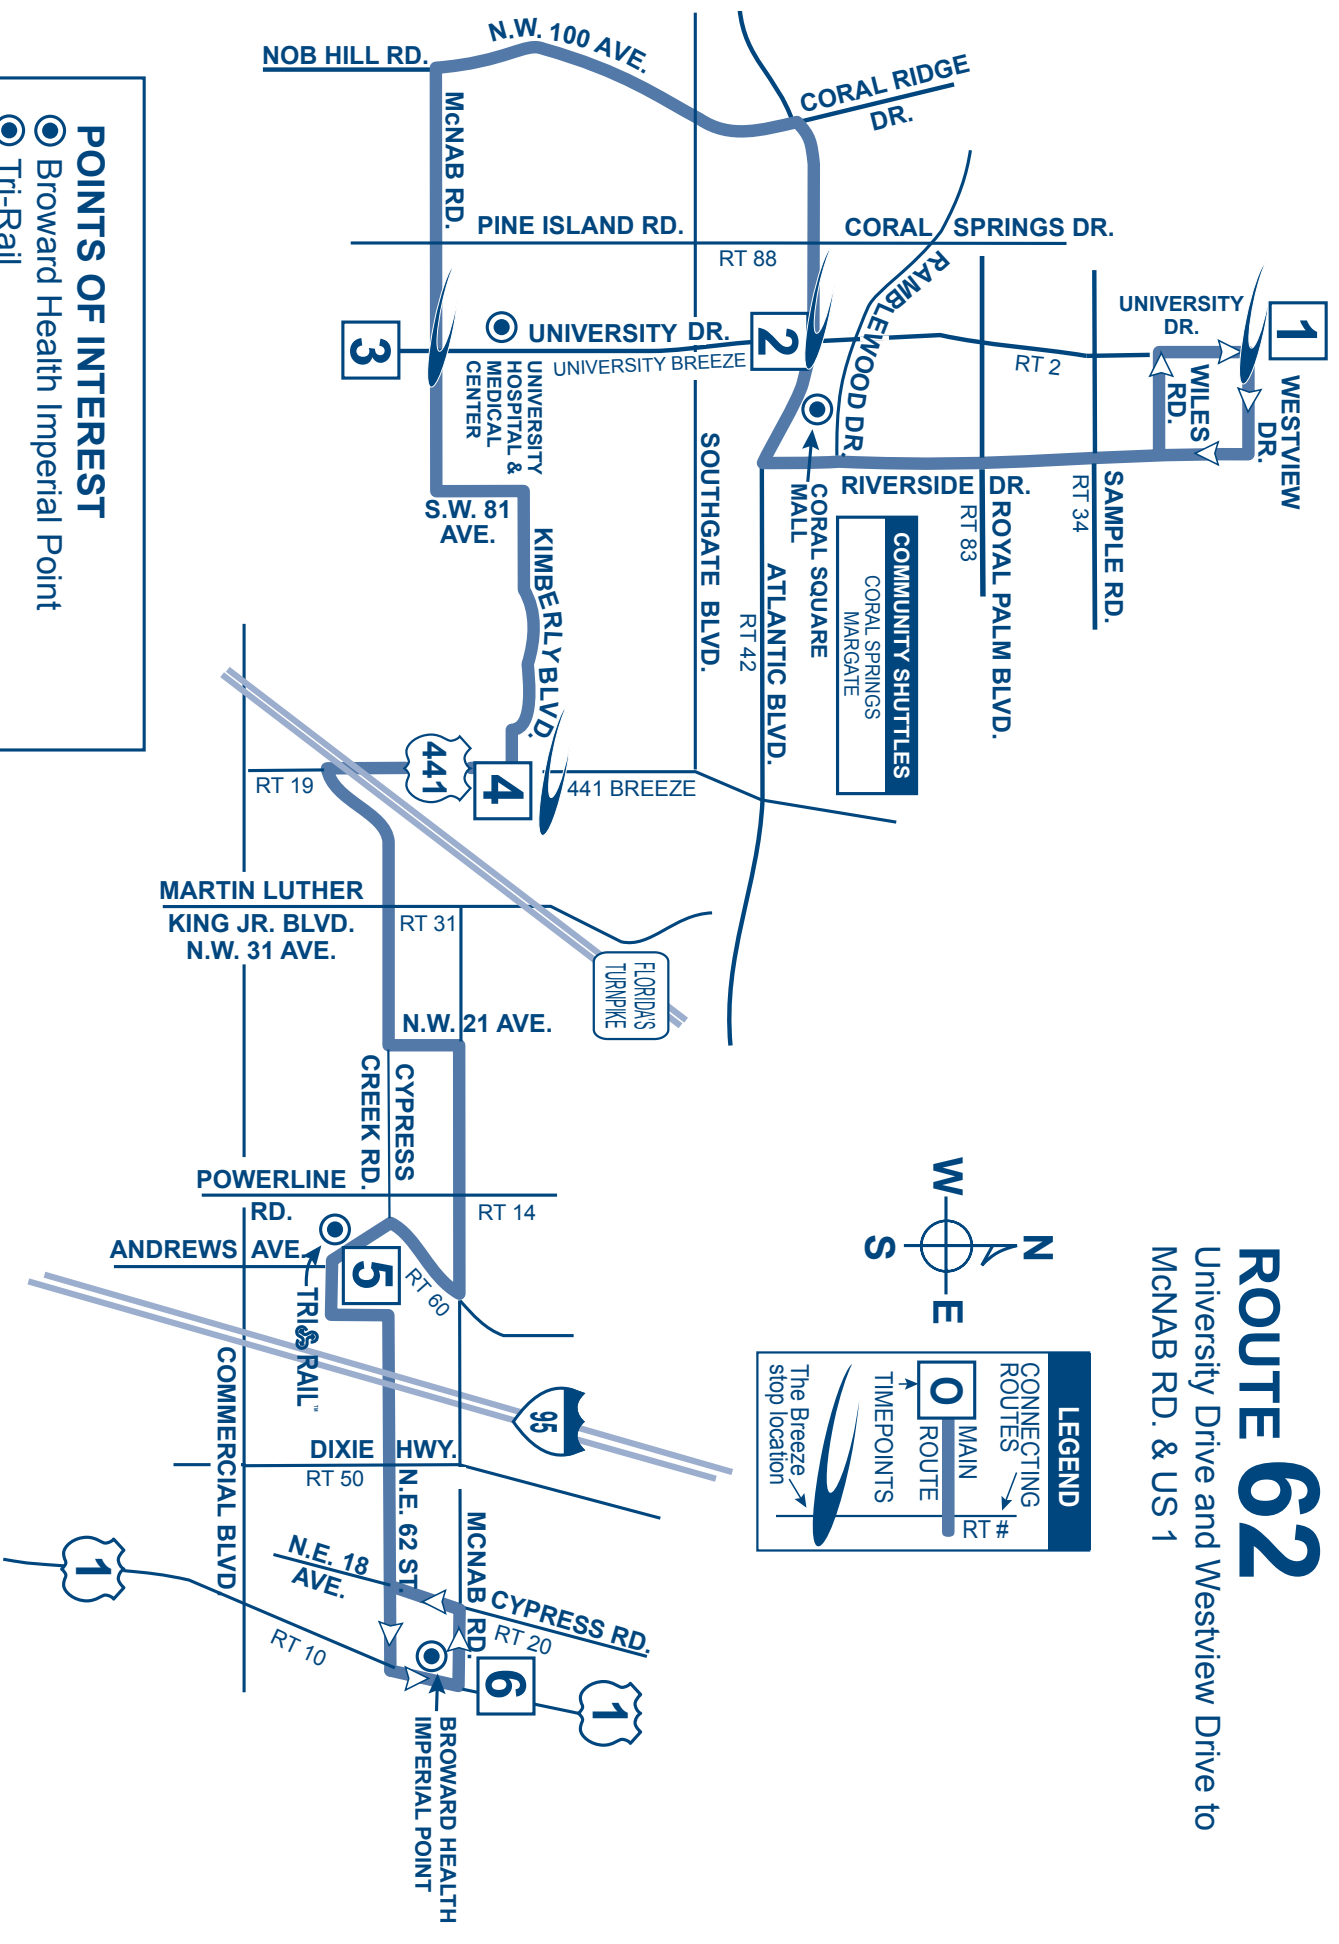 ROUTE 62
University Drive and Westview Drive to
McNAB RD. & US 1
N
W
E
S
LEGEND
CONNECTING
ROUTES
RT #
O
MAIN
ROUTE
TIMEPOINTS
The Breeze
stop location
1
WESTVIEW
DR.
UNIVERSITY
DR.
WILES
RD.
SAMPLE RD.
RT 34
RT 2
ROYAL PALM BLVD.
RT 83
RIVERSIDE DR.
RAMBLEWOOD DR.
CORAL RIDGE
DR.
CORAL SPRINGS DR.
COMMUNITY SHUTTLES
CORAL SPRINGS
MARGATE
CORAL SQUARE
MALL
2
ATLANTIC BLVD.
RT 42
SOUTHGATE BLVD.
RT 88
PINE ISLAND RD.
UNIVERSITY DR.
UNIVERSITY BREEZE
N.W. 100 AVE.
NOB HILL RD.
McNAB RD.
3
UNIVERSITY
HOSPITAL &
MEDICAL
CENTER
S.W. 81
AVE.
KIMBERLY BLVD.
4
441 BREEZE
441
RT 19
MARTIN LUTHER
KING JR. BLVD.
N.W. 31 AVE.
RT 31
FLORIDA'S
TURNPIKE
N.W. 21 AVE.
CYPRESS
CREEK RD.
POWERLINE
RD.
RT 14
ANDREWS AVE.
5
RT 60
TRI RAIL™
95
COMMERCIAL BLVD
DIXIE HWY.
RT 50
N.E. 62 ST.
MCNAB RD.
N.E. 18
AVE.
CYPRESS RD.
RT 20
RT 10
1
6
1
BROWARD HEALTH
IMPERIAL POINT
POINTS OF INTEREST
Broward Health Imperial Point
Tri-Rail